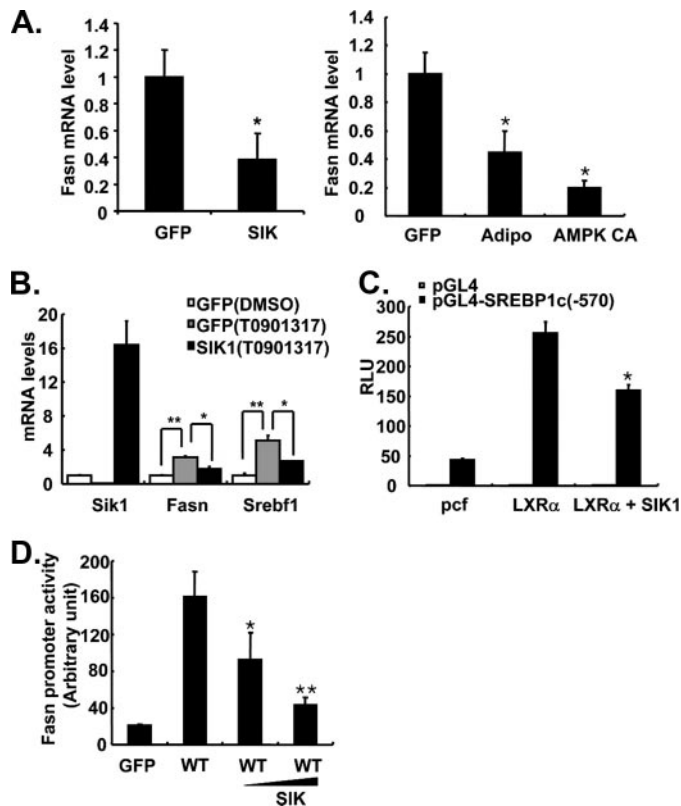 A.
Fasn mRNA level
1.4
1.2
1
0.8
0.6
0.4
0.2
0
*
GFP SIK
Fasn mRNA level
1.4
1.2
1
0.8
0.6
0.4
0.2
0
*
*
GFP Adipo AMPK CA
B.
mRNA levels
20
16
12
8
4
0
GFP(DMSO)
GFP(T0901317)
SIK1(T0901317)
** *
** *
Sik1 Fasn Srebf1
C.
pGL4
pGL4-SREBP1c(-570)
RLU
300
250
200
150
100
50
0
*
pcf LXRα LXRα + SIK1
D.
Fasn promoter activity
(Arbitrary unit)
200
160
120
80
40
0
*
**
GFP WT WT WT
SIK